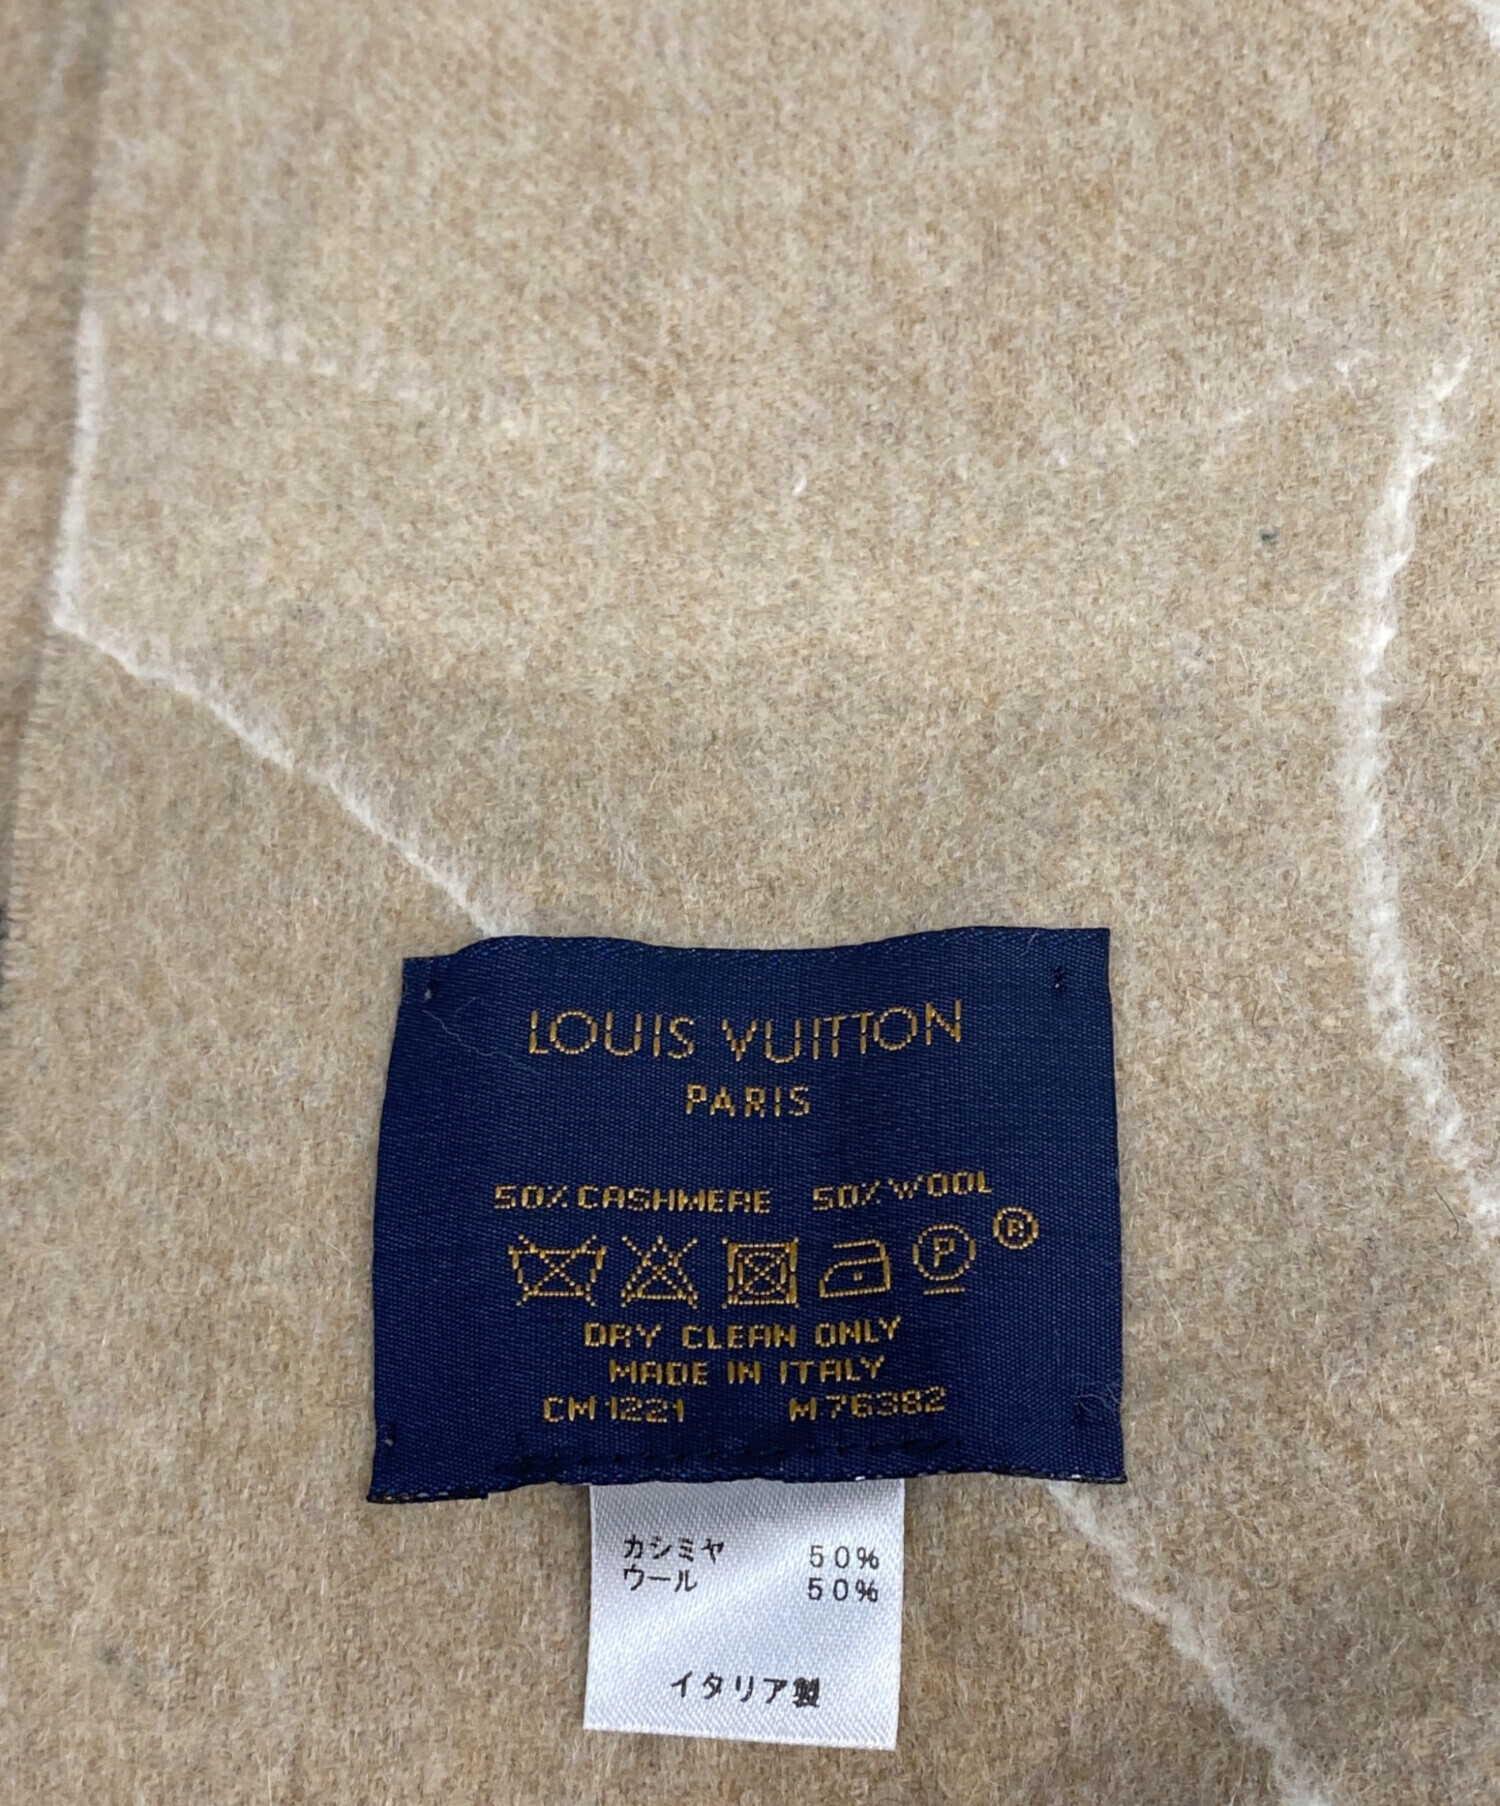 LOUIS VUITTON
PARIS
50% CASHMERE 50% WOOL
P ®
DRY CLEAN ONLY
MADE IN ITALY
CM1221 M76382
カシミヤ 50%
ウール 50%
イタリア製